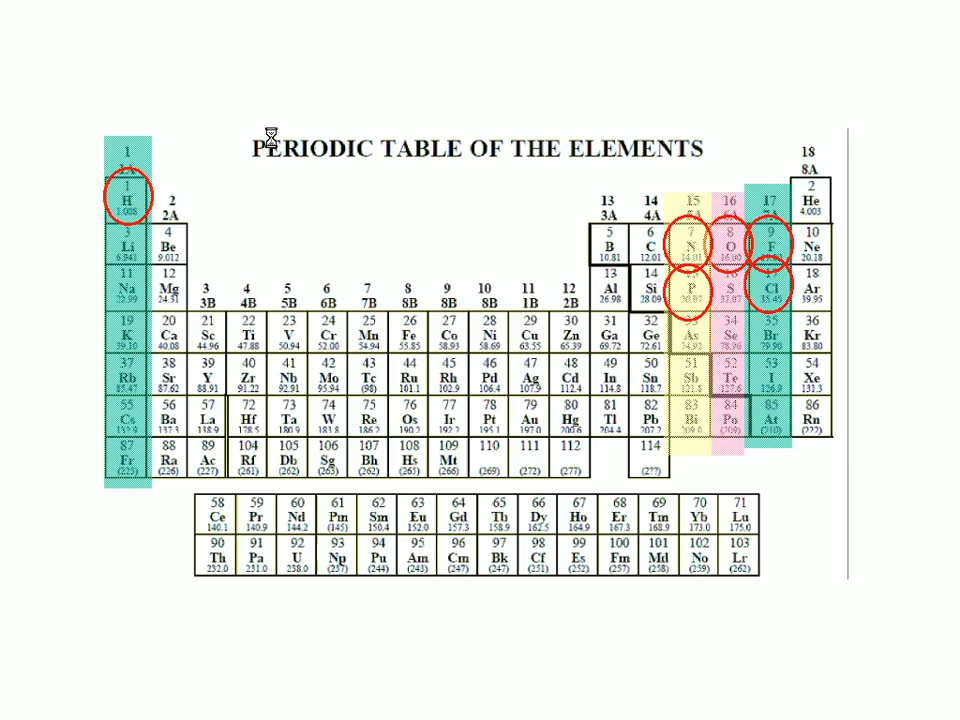 PERIODIC TABLE OF THE ELEMENTS
1 18
1A 8A
1 2
H 2 13 14 15 16 17 He
1.008 2A 3A 4A 5A 6A 7A 4.003
3 4 5 6 7 8 9 10
Li Be B C N O F Ne
6.941 9.012 10.81 12.01 14.01 16.00 20.18
11 12 13 14 15 16 17 18
Na Mg 3 4 5 6 7 8 9 10 11 12 Al Si P S Cl Ar
22.99 24.31 3B 4B 5B 6B 7B 8B 8B 8B 1B 2B 26.98 28.09 30.97 32.07 35.45 39.95
19 20 21 22 23 24 25 26 27 28 29 30 31 32 33 34 35 36
K Ca Sc Ti V Cr Mn Fe Co Ni Cu Zn Ga Ge As Se Br Kr
39.10 40.08 44.96 47.88 50.94 52.00 54.94 55.85 58.93 58.69 63.55 65.39 69.72 72.61 74.92 78.96 79.90 83.80
37 38 39 40 41 42 43 44 45 46 47 48 49 50 51 52 53 54
Rb Sr Y Zr Nb Mo Tc Ru Rh Pd Ag Cd In Sn Sb Te I Xe
85.47 87.62 88.91 91.22 92.91 95.94 (98) 101.1 102.9 106.4 107.9 112.4 114.8 118.7 121.8 127.6 126.9 131.3
55 56 57 72 73 74 75 76 77 78 79 80 81 82 83 84 85 86
Cs Ba La Hf Ta W Re Os Ir Pt Au Hg Tl Pb Bi Po At Rn
132.9 137.3 138.9 178.5 180.9 183.8 186.2 190.2 192.2 195.1 197.0 200.6 204.4 207.2 209.0 (209) (210) (222)
87 88 89 104 105 106 107 108 109 110 111 112 114
Fr Ra Ac Rf Db Sg Bh Hs Mt
(223) (226) (227) (261) (262) (263) (262) (265) (266) (269) (272) (277) (2??)
58 59 60 61 62 63 64 65 66 67 68 69 70 71
Ce Pr Nd Pm Sm Eu Gd Tb Dy Ho Er Tm Yb Lu
140.1 140.9 144.2 (145) 150.4 152.0 157.3 158.9 162.5 164.9 167.3 168.9 173.0 175.0
90 91 92 93 94 95 96 97 98 99 100 101 102 103
Th Pa U Np Pu Am Cm Bk Cf Es Fm Md No Lr
232.0 231.0 238.0 (237) (244) (243) (247) (247) (251) (252) (257) (258) (259) (262)